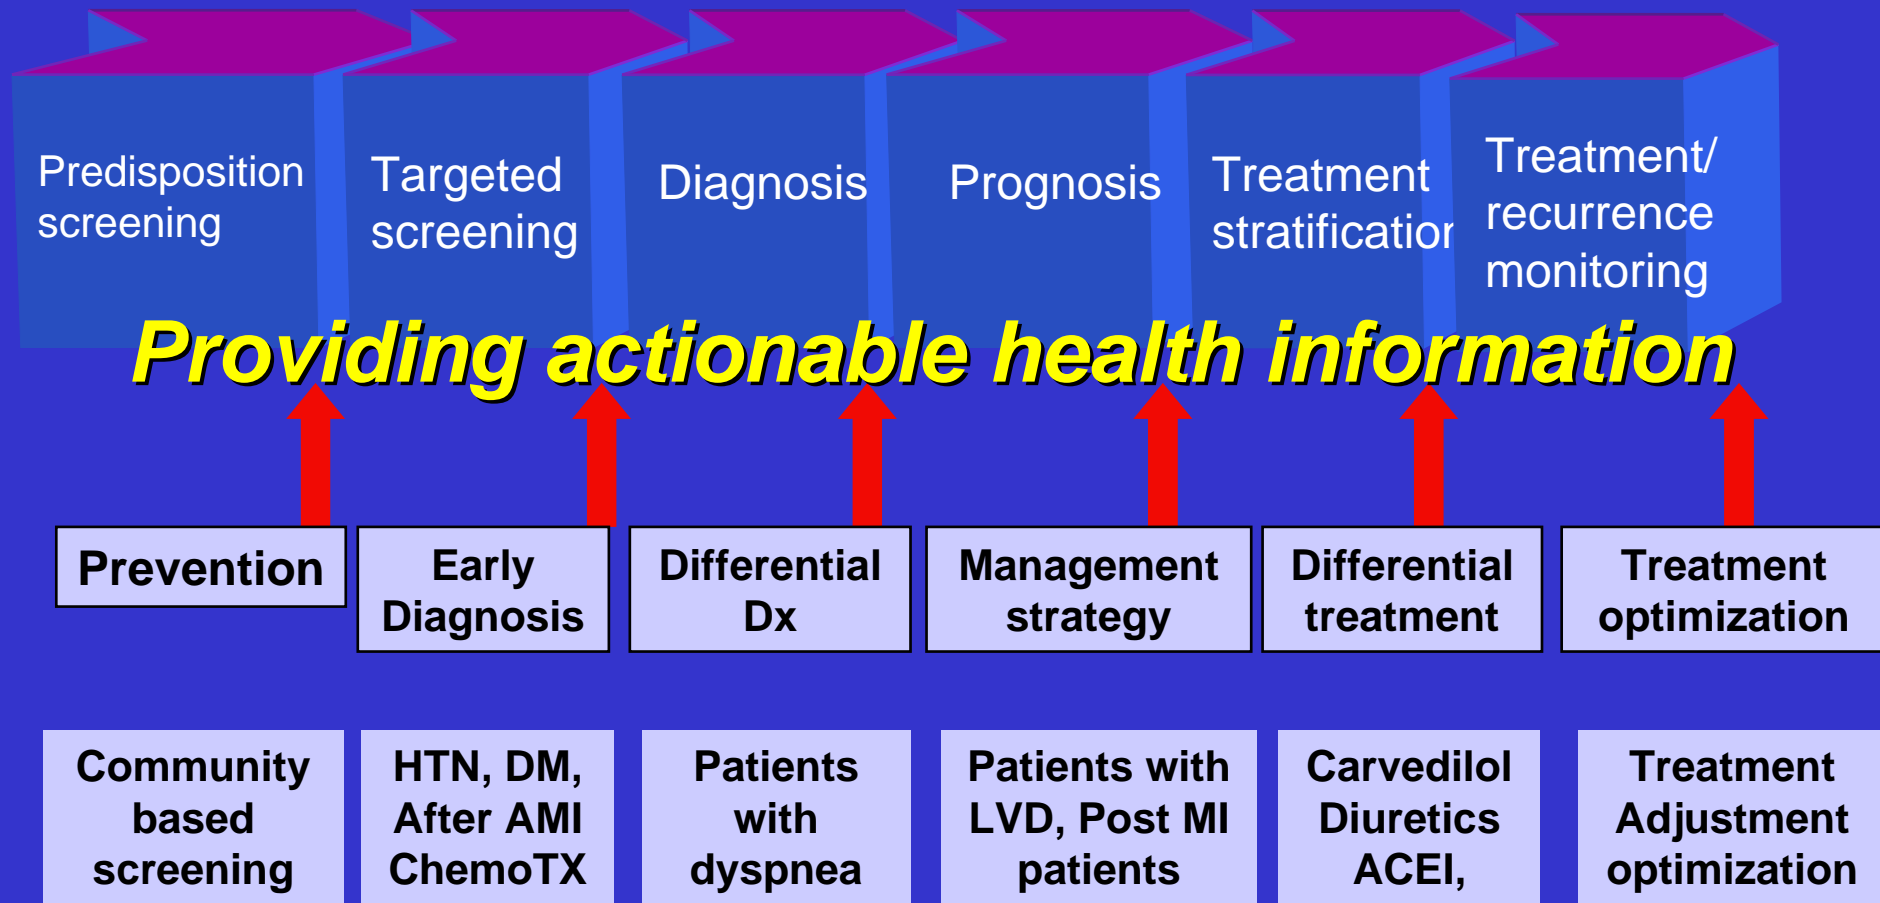 Predisposition
screening
Targeted
screening
Diagnosis
Prognosis
Treatment
stratification
Treatment/
recurrence
monitoring
Providing actionable health information
Prevention
Early
Diagnosis
Differential
Dx
Management
strategy
Differential
treatment
Treatment
optimization
Community
based
screening
HTN, DM,
After AMI
ChemoTX
Patients
with
dyspnea
Patients with
LVD, Post MI
patients
Carvedilol
Diuretics
ACEI,
Treatment
Adjustment
optimization